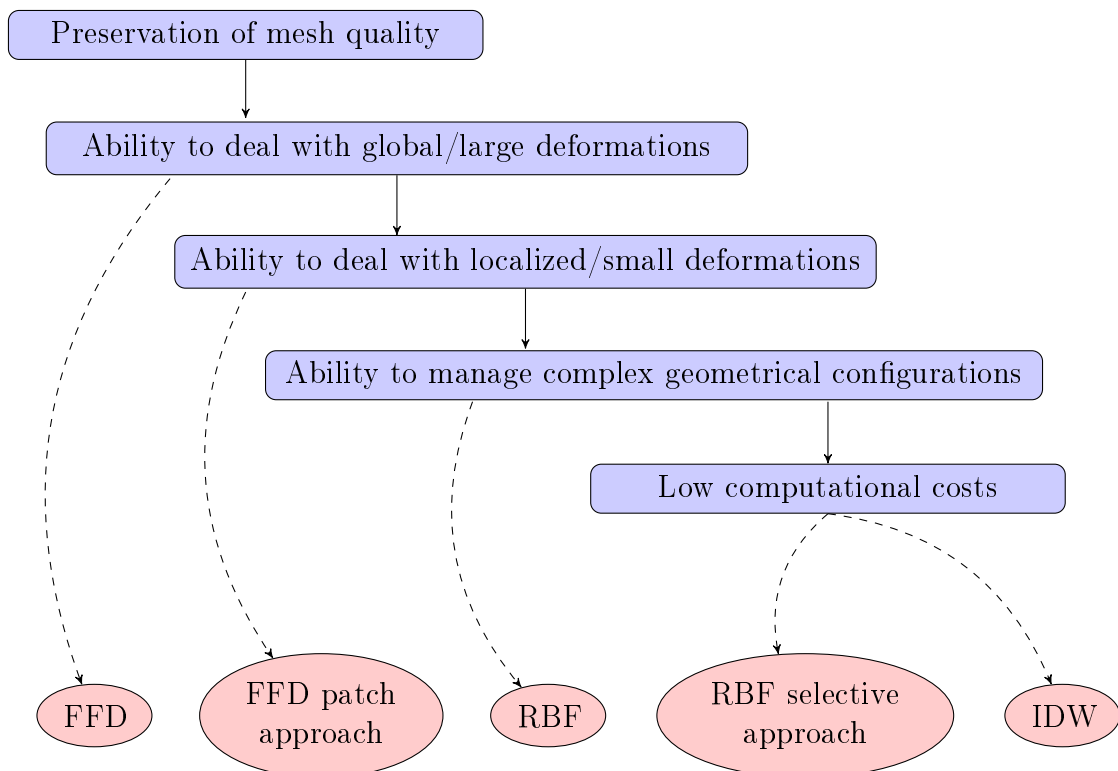 Preservation of mesh quality
Ability to deal with global/large deformations
Ability to deal with localized/small deformations
Ability to manage complex geometrical configurations
Low computational costs
FFD
FFD patch
approach
RBF
RBF selective
approach
IDW